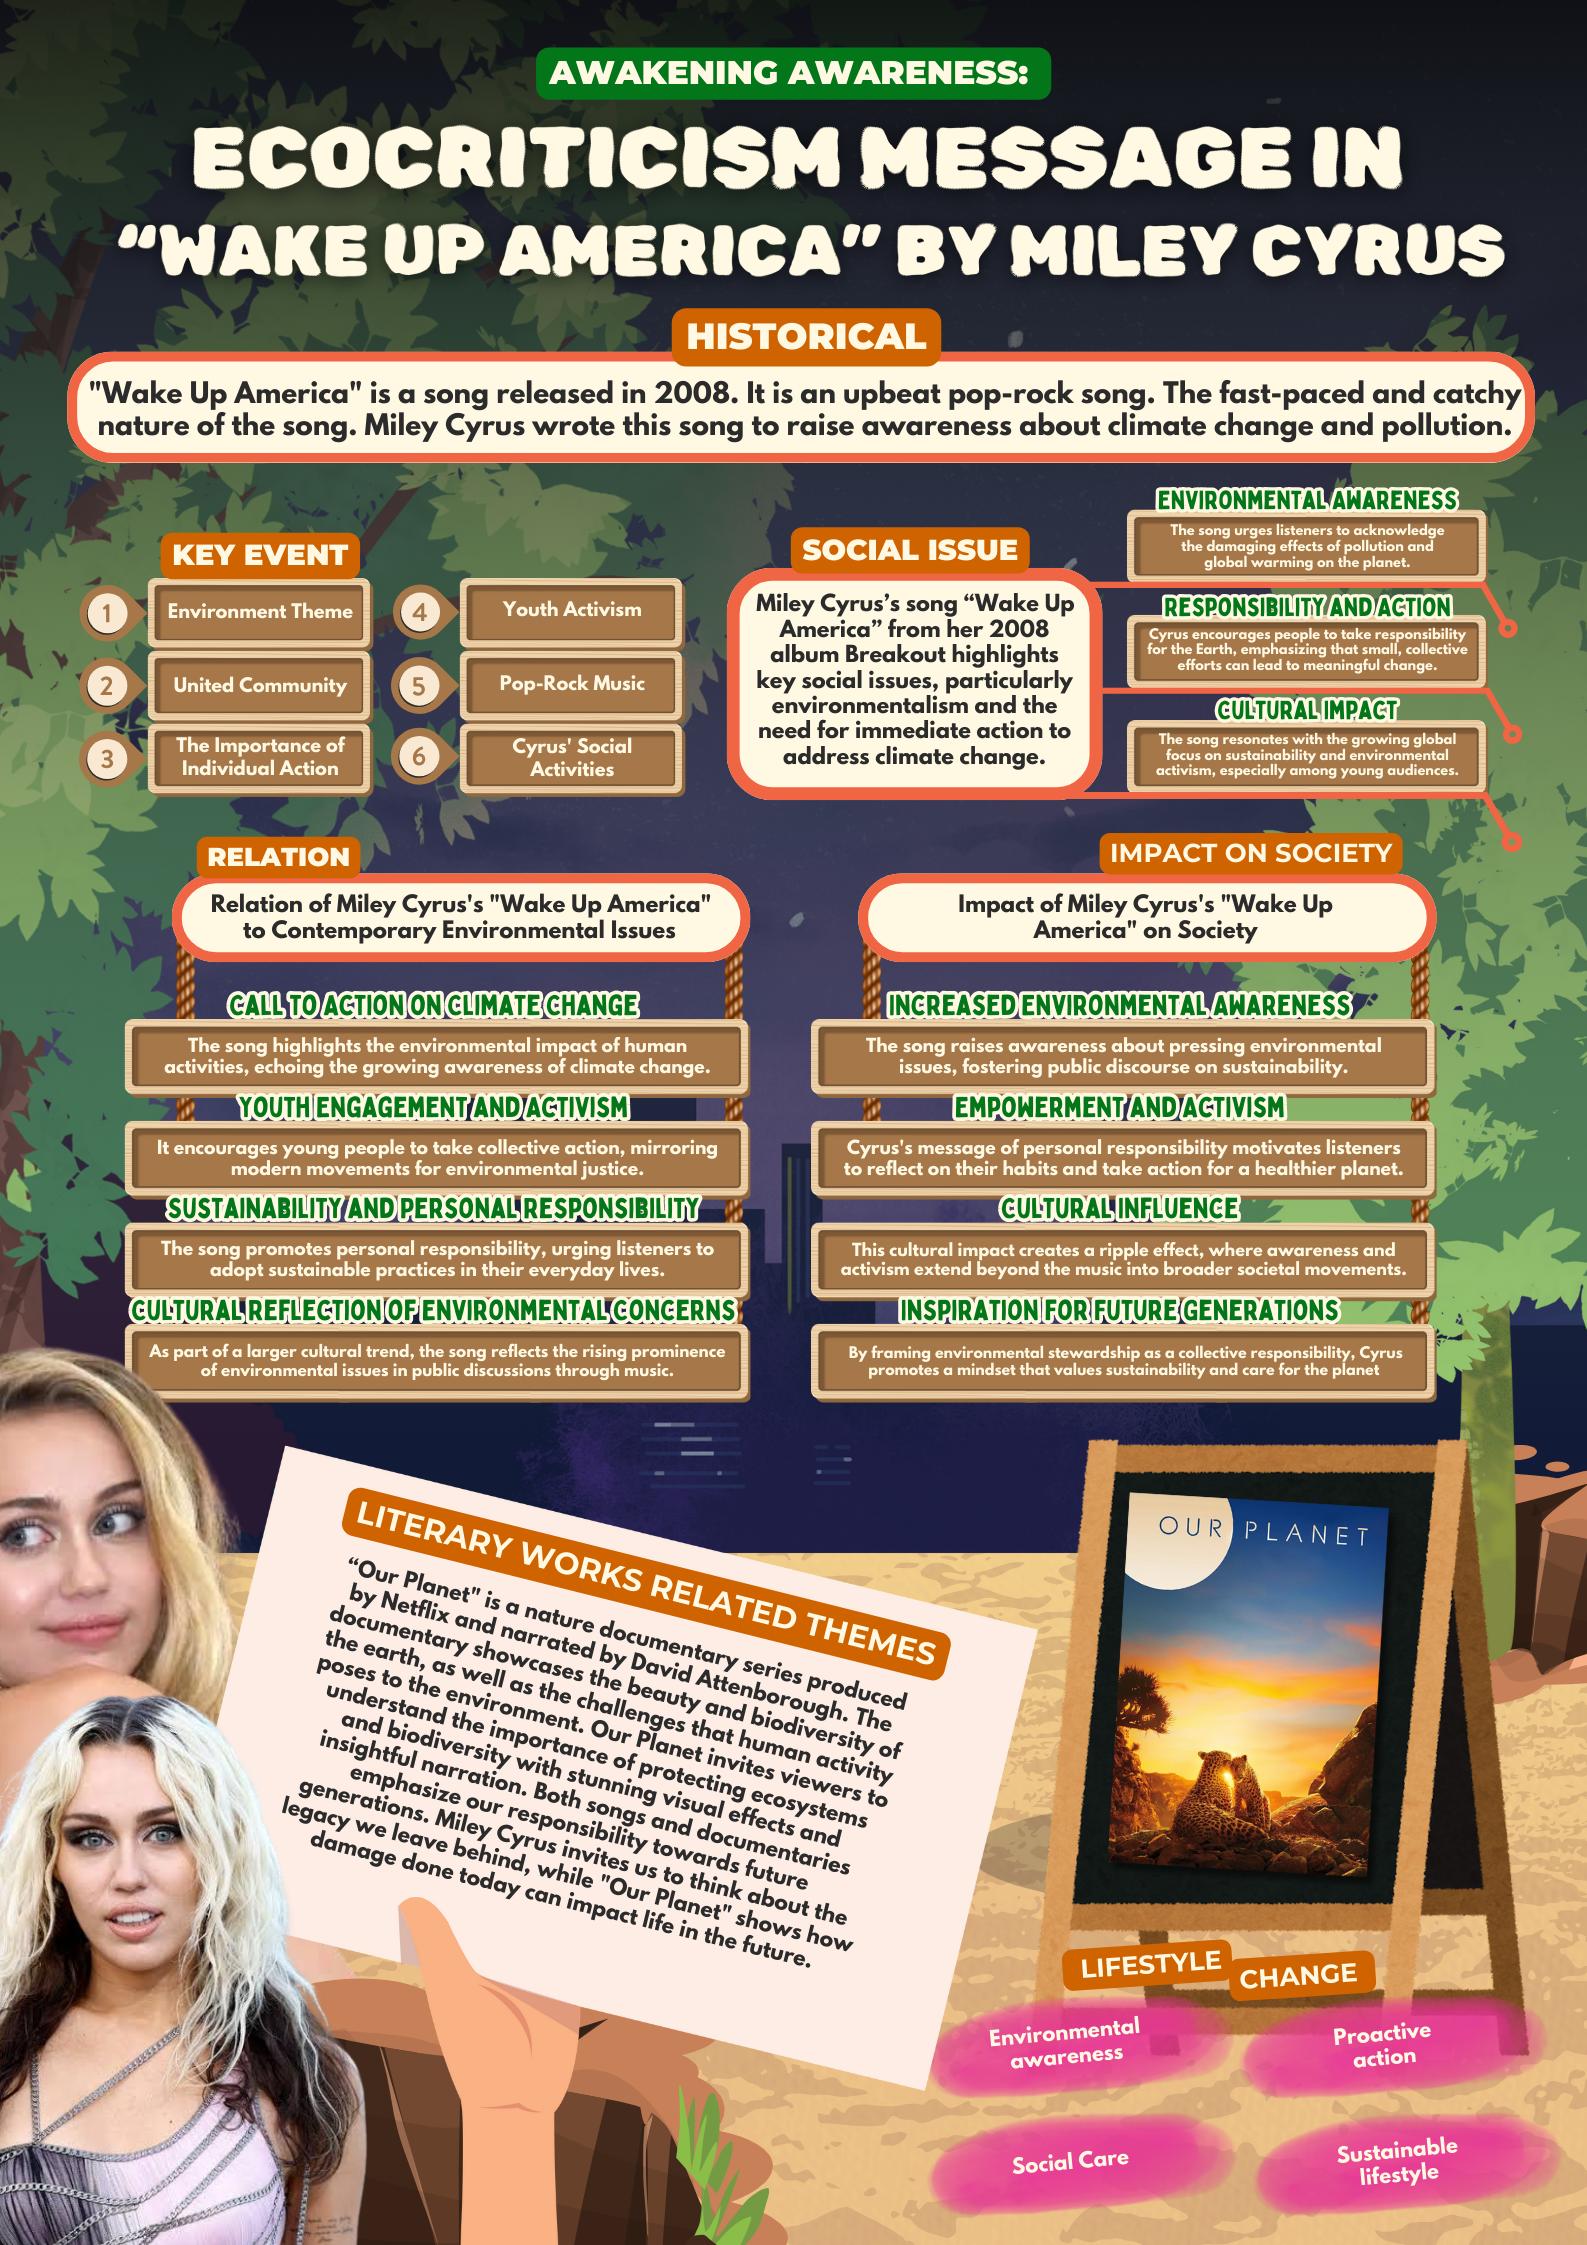 AWAKENING AWARENESS:
ECOCRITICISM MESSAGE IN
“WAKE UP AMERICA” BY MILEY CYRUS
HISTORICAL
"Wake Up America" is a song released in 2008. It is an upbeat pop-rock song. The fast-paced and catchy
nature of the song. Miley Cyrus wrote this song to raise awareness about climate change and pollution.
KEY EVENT
1
Environment Theme
2
United Community
3
The Importance of
Individual Action
4
Youth Activism
5
Pop-Rock Music
6
Cyrus' Social
Activities
SOCIAL ISSUE
Miley Cyrus’s song “Wake Up
America” from her 2008
album Breakout highlights
key social issues, particularly
environmentalism and the
need for immediate action to
address climate change.
ENVIRONMENTAL AWARENESS
The song urges listeners to acknowledge
the damaging effects of pollution and
global warming on the planet.
RESPONSIBILITY AND ACTION
Cyrus encourages people to take responsibility
for the Earth, emphasizing that small, collective
efforts can lead to meaningful change.
CULTURAL IMPACT
The song resonates with the growing global
focus on sustainability and environmental
activism, especially among young audiences.
RELATION
Relation of Miley Cyrus's "Wake Up America"
to Contemporary Environmental Issues
CALL TO ACTION ON CLIMATE CHANGE
The song highlights the environmental impact of human
activities, echoing the growing awareness of climate change.
YOUTH ENGAGEMENT AND ACTIVISM
It encourages young people to take collective action, mirroring
modern movements for environmental justice.
SUSTAINABILITY AND PERSONAL RESPONSIBILITY
The song promotes personal responsibility, urging listeners to
adopt sustainable practices in their everyday lives.
CULTURAL REFLECTION OF ENVIRONMENTAL CONCERNS
As part of a larger cultural trend, the song reflects the rising prominence
of environmental issues in public discussions through music.
IMPACT ON SOCIETY
Impact of Miley Cyrus's "Wake Up
America" on Society
INCREASED ENVIRONMENTAL AWARENESS
The song raises awareness about pressing environmental
issues, fostering public discourse on sustainability.
EMPOWERMENT AND ACTIVISM
Cyrus's message of personal responsibility motivates listeners
to reflect on their habits and take action for a healthier planet.
CULTURAL INFLUENCE
This cultural impact creates a ripple effect, where awareness and
activism extend beyond the music into broader societal movements.
INSPIRATION FOR FUTURE GENERATIONS
By framing environmental stewardship as a collective responsibility, Cyrus
promotes a mindset that values sustainability and care for the planet
LITERARY WORKS RELATED THEMES
“Our Planet" is a nature documentary series produced
by Netflix and narrated by David Attenborough. The
documentary showcases the beauty and biodiversity of
the earth, as well as the challenges that human activity
poses to the environment. Our Planet invites viewers to
understand the importance of protecting ecosystems
and biodiversity with stunning visual effects and
insightful narration. Both songs and documentaries
emphasize our responsibility towards future
generations. Miley Cyrus invites us to think about the
legacy we leave behind, while "Our Planet" shows how
damage done today can impact life in the future.
OUR PLANET
LIFESTYLE
CHANGE
Environmental
awareness
Proactive
action
Social Care
Sustainable
lifestyle